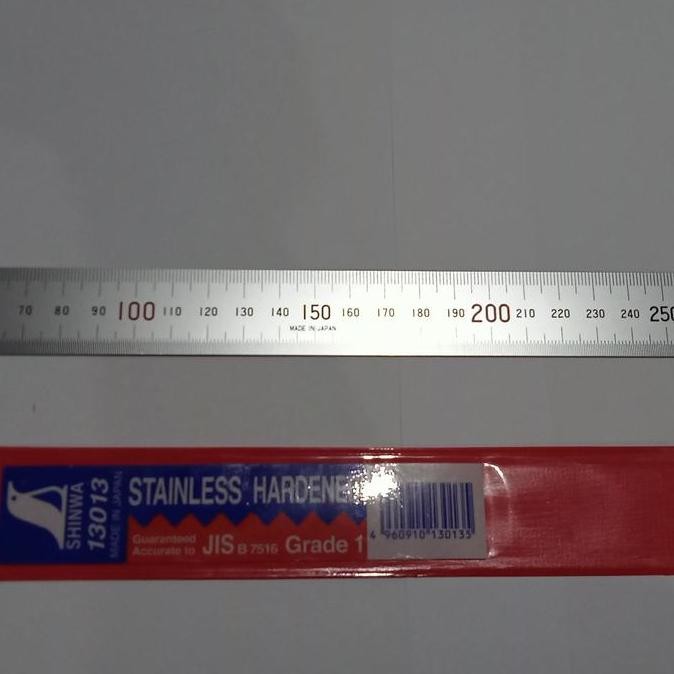 70 80 90 100 110 120 130 140 150 160 170 180 190 200 210 220 230 240 250
MADE IN JAPAN
SHINWA
13013
MADE IN JAPAN
STAINLESS HARDENE
Guaranteed
Accurate to JIS B 7516 Grade 1
4 960910 130135